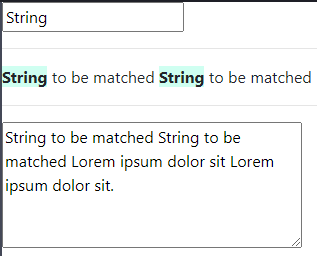 String
String to be matched String to be matched
String to be matched String to be
matched Lorem ipsum dolor sit Lorem
ipsum dolor sit.